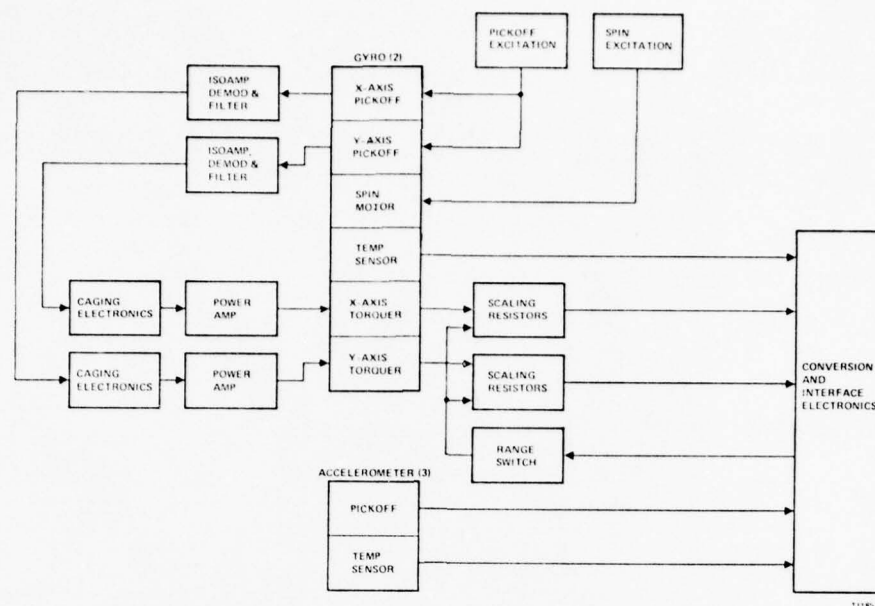 PICKOFF
EXCITATION
SPIN
EXCITATION
GYRO (2)
ISOAMP
DEMOD &
FILTER
X-AXIS
PICKOFF
ISOAMP,
DEMOD &
FILTER
Y-AXIS
PICKOFF
SPIN
MOTOR
TEMP
SENSOR
CAGING
ELECTRONICS
POWER
AMP
X-AXIS
TORQUER
SCALING
RESISTORS
CAGING
ELECTRONICS
POWER
AMP
Y-AXIS
TORQUER
SCALING
RESISTORS
CONVERSION
AND
INTERFACE
ELECTRONICS
RANGE
SWITCH
ACCELEROMETER (3)
PICKOFF
TEMP
SENSOR